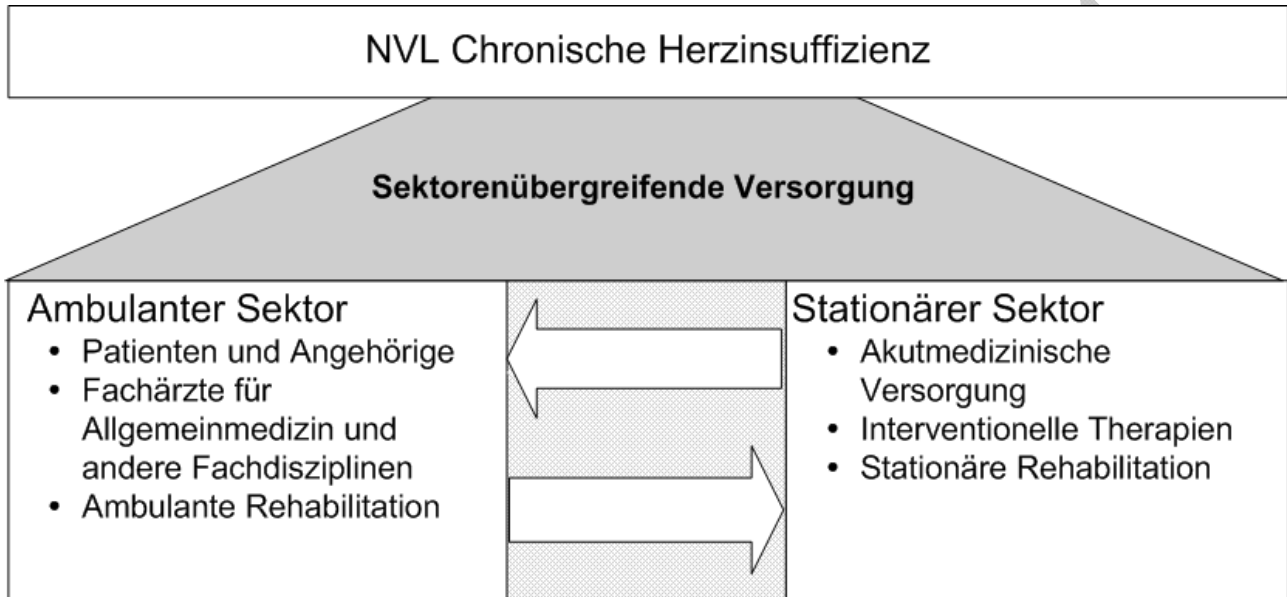 NVL Chronische Herzinsuffizienz
Sektorenübergreifende Versorgung
Ambulanter Sektor
• Patienten und Angehörige
• Fachärzte für
Allgemeinmedizin und
andere Fachdisziplinen
• Ambulante Rehabilitation
Stationärer Sektor
• Akutmedizinische
Versorgung
• Interventionelle Therapien
• Stationäre Rehabilitation